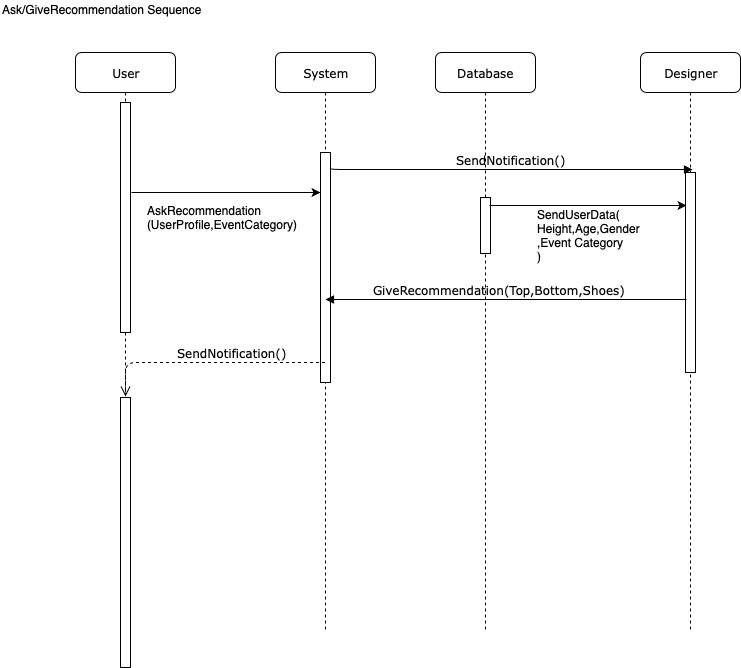 Ask/GiveRecommendation Sequence
User
System
Database
Designer
SendNotification()
AskRecommendation
(UserProfile,EventCategory)
SendUserData(
Height,Age,Gender
,Event Category
)
GiveRecommendation(Top,Bottom,Shoes)
SendNotification()